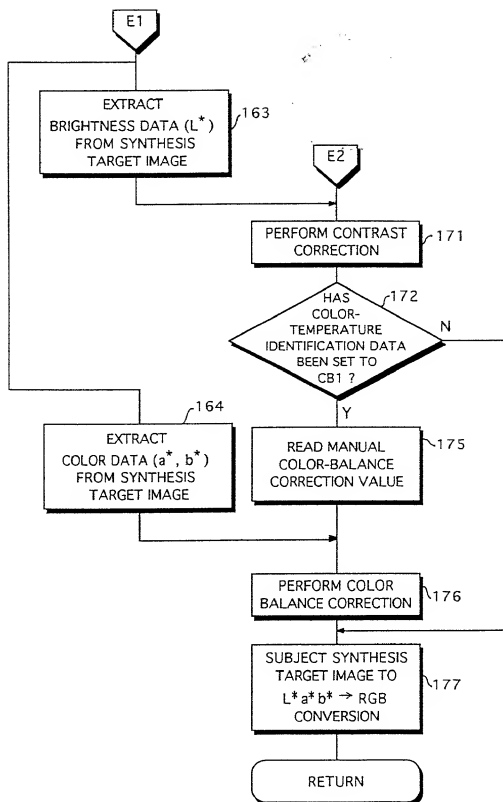 E1
EXTRACT
BRIGHTNESS DATA (L*)
FROM SYNTHESIS
TARGET IMAGE
163
E2
PERFORM CONTRAST
CORRECTION
171
HAS
COLOR-
TEMPERATURE
IDENTIFICATION DATA
BEEN SET TO
CB1 ?
172
N
Y
164
EXTRACT
COLOR DATA (a*, b*)
FROM SYNTHESIS
TARGET IMAGE
READ MANUAL
COLOR-BALANCE
CORRECTION VALUE
175
PERFORM COLOR
BALANCE CORRECTION
176
SUBJECT SYNTHESIS
TARGET IMAGE TO
L*a*b* → RGB
CONVERSION
177
RETURN